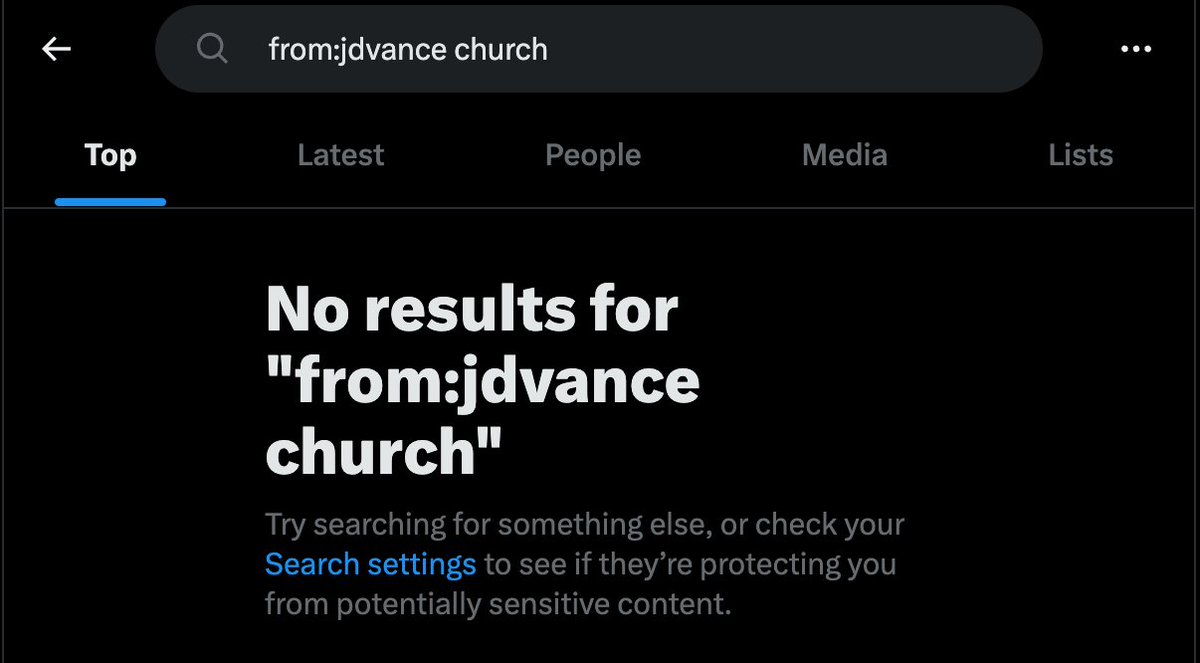 from:jdvance church
Top Latest People Media Lists
No results for
"from:jdvance
church"
Try searching for something else, or check your
Search settings to see if they’re protecting you
from potentially sensitive content.